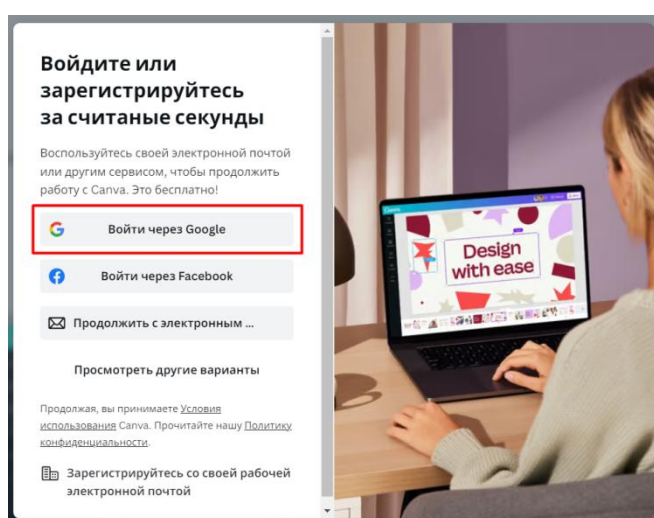 Войдите или
зарегистрируйтесь
за считаные секунды
Воспользуйтесь своей электронной почтой
или другим сервисом, чтобы продолжить
работу с Canva. Это бесплатно!
Войти через Google
Войти через Facebook
Продолжить с электронным ...
Просмотреть другие варианты
Продолжая, вы принимаете Условия
использования Canva. Прочитайте нашу Политику
конфиденциальности.
Зарегистрируйтесь со своей рабочей
электронной почтой
Canva
Design
with ease